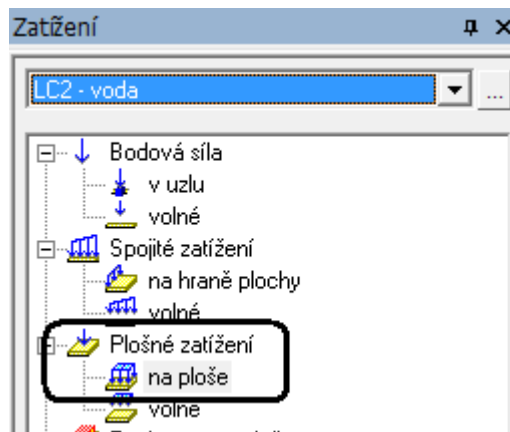 Zatížení
LC2 - voda
...
Bodová síla
v uzlu
volné
Spojité zatížení
na hraně plochy
volné
Plošné zatížení
na ploše
volné